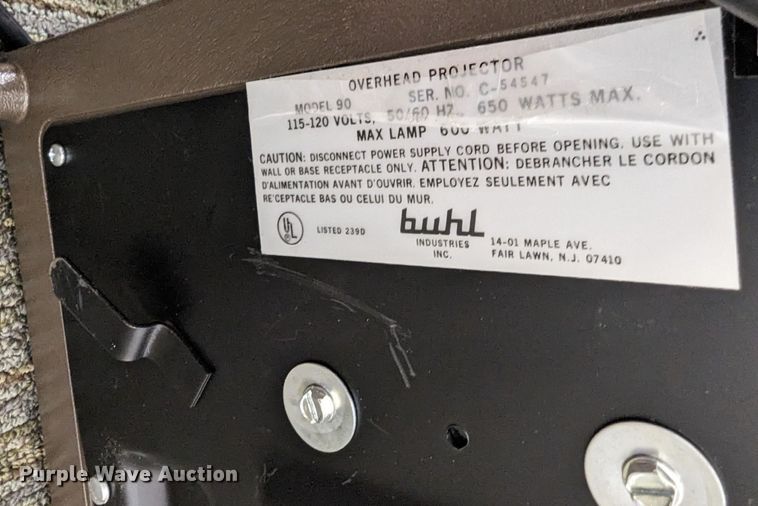 OVERHEAD PROJECTOR
MODEL 90 SER. NO. C-54547
115-120 VOLTS, 50/60 HZ., 650 WATTS MAX.
MAX LAMP 600 WATT
CAUTION: DISCONNECT POWER SUPPLY CORD BEFORE OPENING. USE WITH
WALL OR BASE RECEPTACLE ONLY. ATTENTION: DEBRANCHER LE CORDON
D'ALIMENTATION AVANT D'OUVRIR. EMPLOYEZ SEULEMENT AVEC
RECEPTACLE BAS OU CELUI DU MUR.
UL LISTED 239D buhl
INDUSTRIES 14-01 MAPLE AVE.
INC. FAIR LAWN, N.J. 07410
Purple Wave Auction